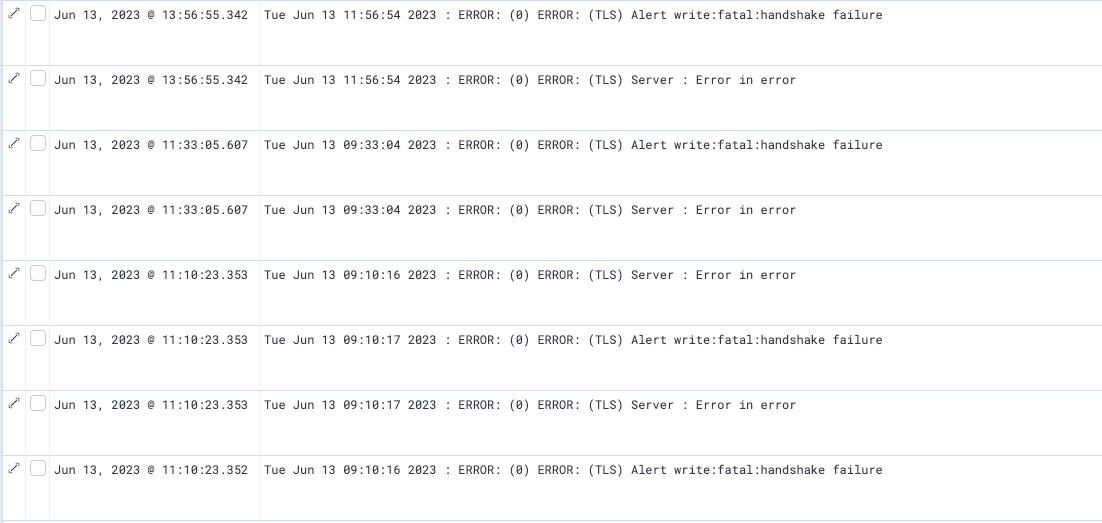 Jun 13, 2023 @ 13:56:55.342 Tue Jun 13 11:56:54 2023 : ERROR: (0) ERROR: (TLS) Alert write:fatal:handshake failure
Jun 13, 2023 @ 13:56:55.342 Tue Jun 13 11:56:54 2023 : ERROR: (0) ERROR: (TLS) Server : Error in error
Jun 13, 2023 @ 11:33:05.607 Tue Jun 13 09:33:04 2023 : ERROR: (0) ERROR: (TLS) Alert write:fatal:handshake failure
Jun 13, 2023 @ 11:33:05.607 Tue Jun 13 09:33:04 2023 : ERROR: (0) ERROR: (TLS) Server : Error in error
Jun 13, 2023 @ 11:10:23.353 Tue Jun 13 09:10:16 2023 : ERROR: (0) ERROR: (TLS) Server : Error in error
Jun 13, 2023 @ 11:10:23.353 Tue Jun 13 09:10:17 2023 : ERROR: (0) ERROR: (TLS) Alert write:fatal:handshake failure
Jun 13, 2023 @ 11:10:23.353 Tue Jun 13 09:10:17 2023 : ERROR: (0) ERROR: (TLS) Server : Error in error
Jun 13, 2023 @ 11:10:23.352 Tue Jun 13 09:10:16 2023 : ERROR: (0) ERROR: (TLS) Alert write:fatal:handshake failure